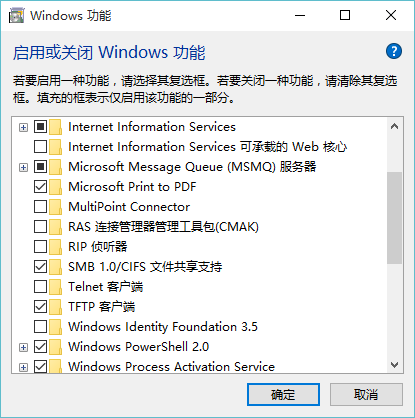 Windows 功能
启用或关闭 Windows 功能
若要启用一种功能，请选择其复选框。若要关闭一种功能，请清除其复选
框。填充的框表示仅启用该功能的一部分。
Internet Information Services
Internet Information Services 可承载的 Web 核心
Microsoft Message Queue (MSMQ) 服务器
Microsoft Print to PDF
MultiPoint Connector
RAS 连接管理器管理工具包(CMAK)
RIP 侦听器
SMB 1.0/CIFS 文件共享支持
Telnet 客户端
TFTP 客户端
Windows Identity Foundation 3.5
Windows PowerShell 2.0
Windows Process Activation Service
确定
取消